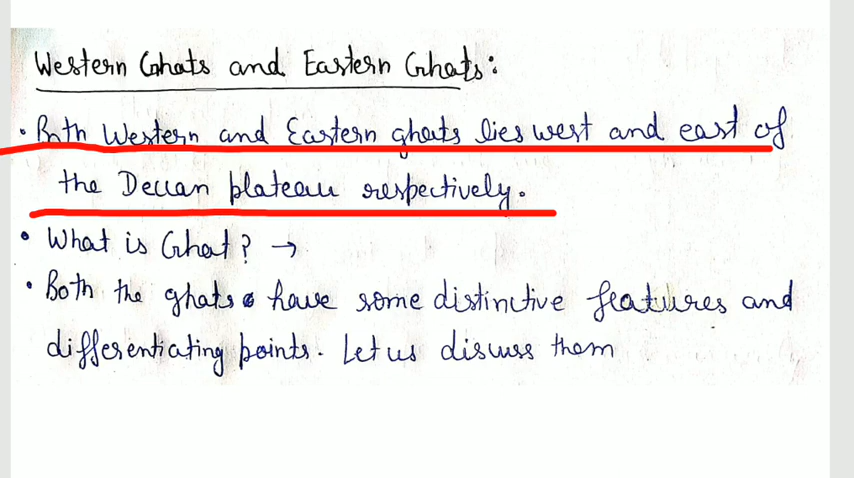 Western Ghats and Eastern Ghats:
• Both Western and Eastern ghats lies west and east of
the Deccan plateau respectively.
• What is Ghat? →
• Both the ghats have some distinctive features and
differentiating points. Let us discuss them